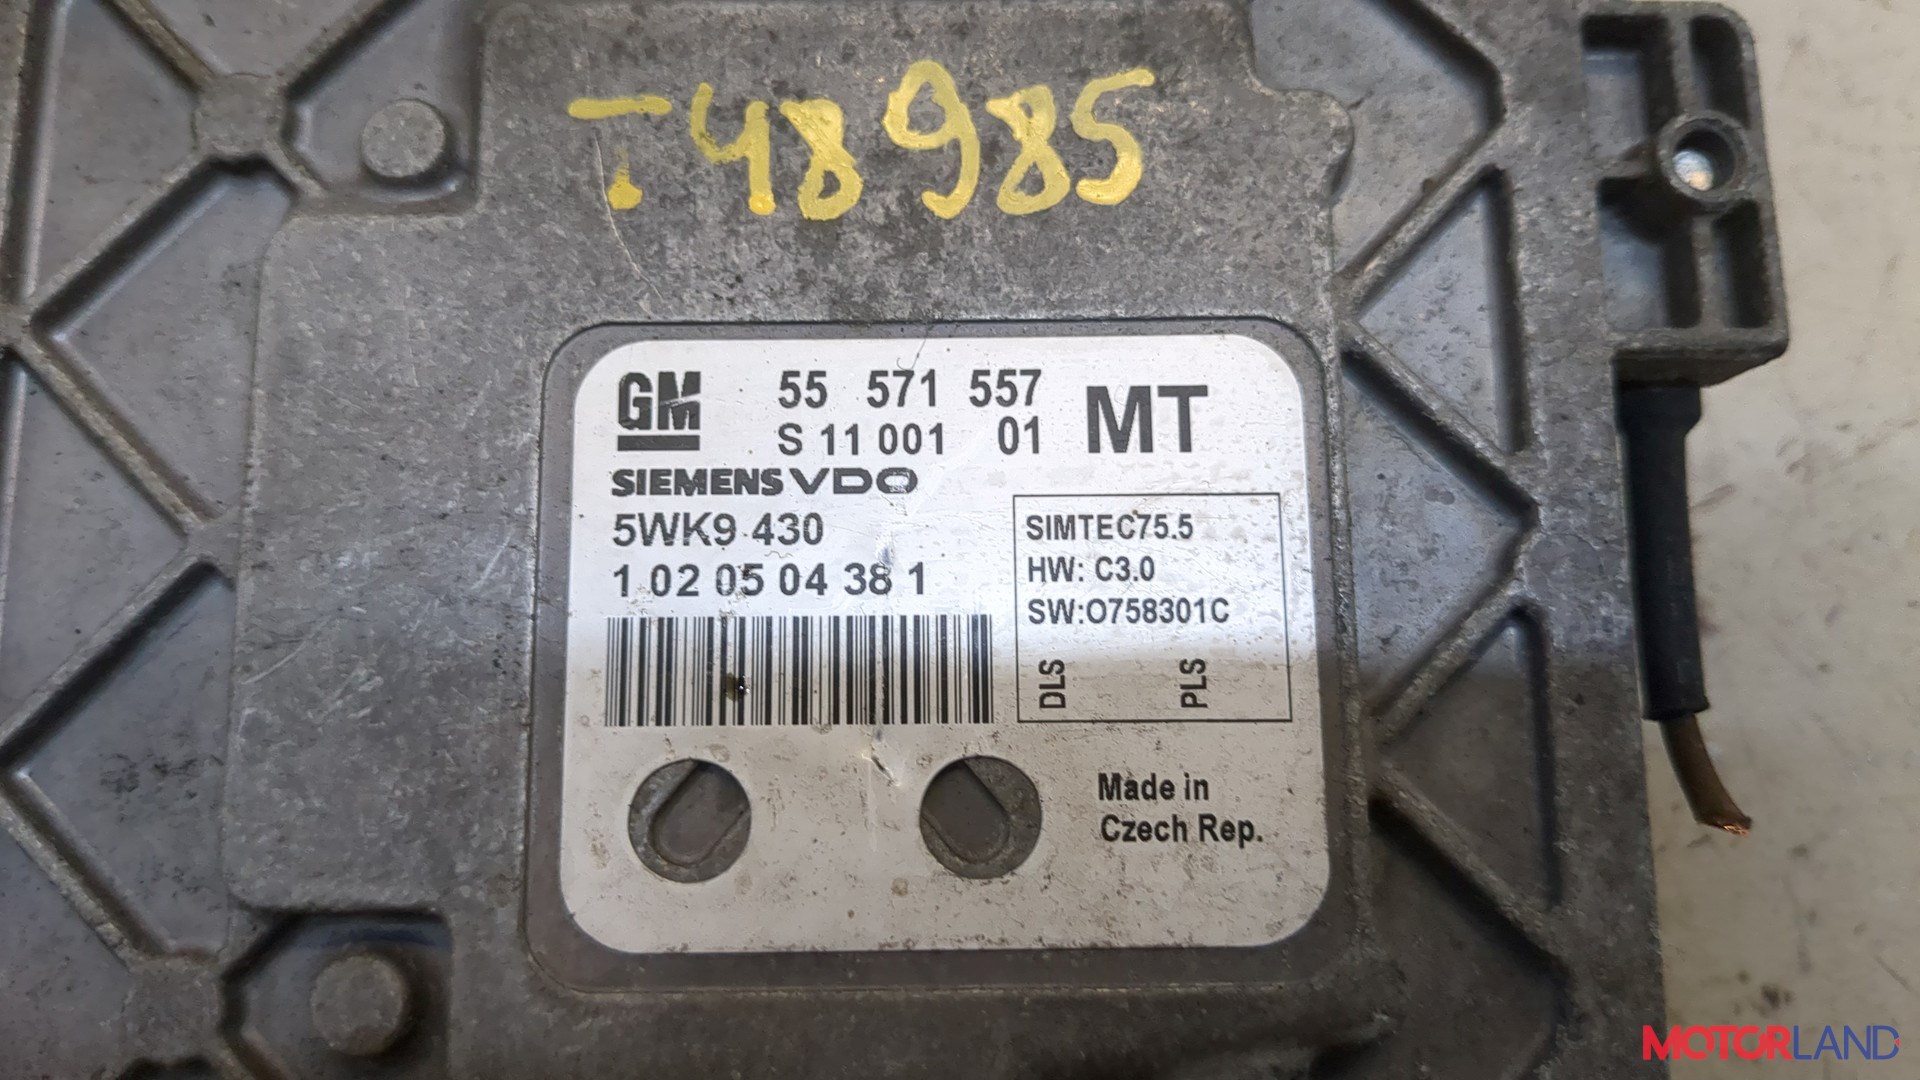 T48985
GM 55 571 557 MT
S 11 001 01
SIEMENS VDO
5WK9 430
1 02 05 04 38 1
SIMTEC75.5
HW: C3.0
SW:O758301C
DLS PLS
Made in
Czech Rep.
MOTORLAND